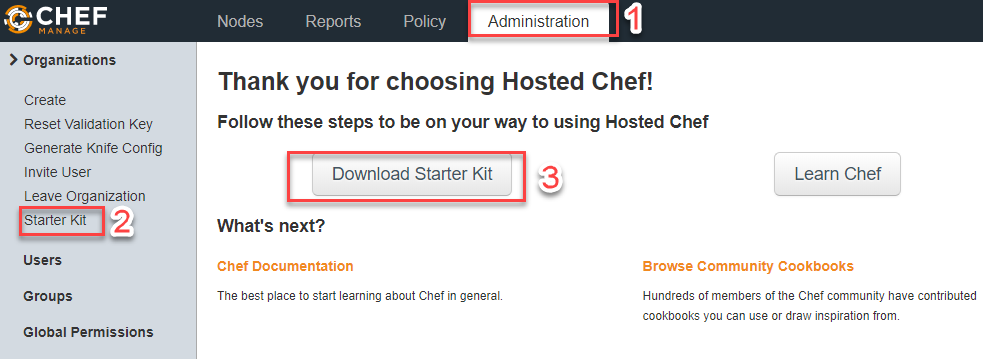 CHEF
MANAGE
Nodes Reports Policy Administration 1
Organizations
Create
Reset Validation Key
Generate Knife Config
Invite User
Leave Organization
Starter Kit 2
Users
Groups
Global Permissions
Thank you for choosing Hosted Chef!
Follow these steps to be on your way to using Hosted Chef
Download Starter Kit 3 Learn Chef
What's next?
Chef Documentation
The best place to start learning about Chef in general.
Browse Community Cookbooks
Hundreds of members of the Chef community have contributed
cookbooks you can use or draw inspiration from.